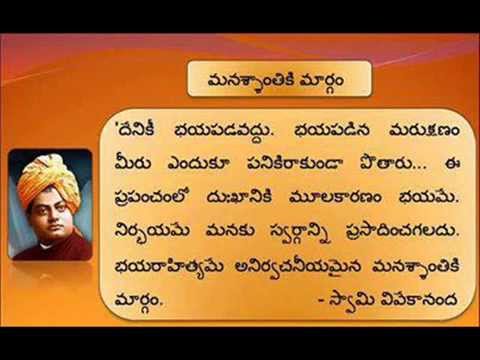 మనశ్శాంతికి మార్గం
'దేనికీ భయపడవద్దు. భయపడిన మరుక్షణం
మీరు ఎందుకూ పనికిరాకుండా పోతారు... ఈ
ప్రపంచంలో దుఃఖానికి మూలకారణం భయమే.
నిర్భయమే మనకు స్వర్గాన్ని ప్రసాదించగలదు.
భయరాహిత్యమే అనిర్వచనీయమైన మనశ్శాంతికి
మార్గం. - స్వామి వివేకానంద